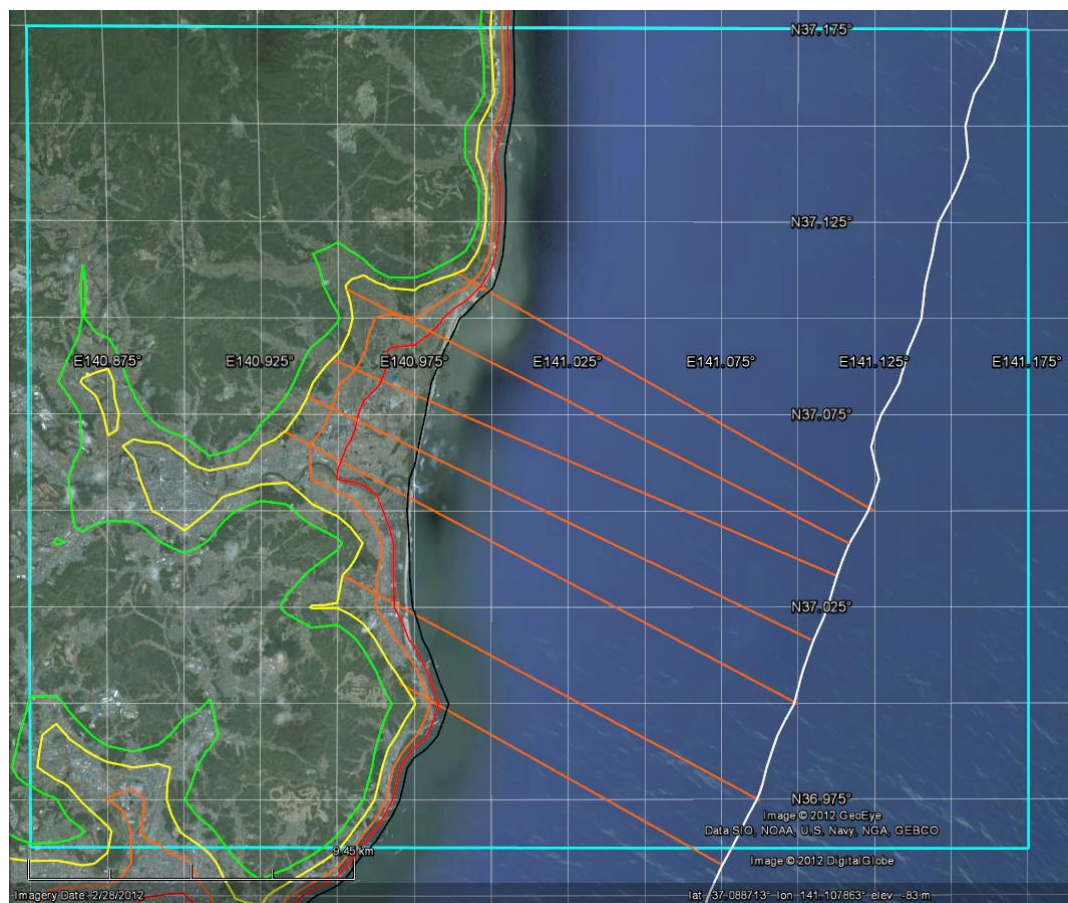 N37.175°
N37.125°
E140.875°
E140.925°
E140.975°
E141.025°
E141.075°
E141.125°
E141.175°
N37.075°
N37.025°
N36.975°
Image © 2012 GeoEye
Data SIO, NOAA, U.S. Navy, NGA, GEBCO
9.45 km
Image © 2012 DigitalGlobe
Imagery Date: 2/28/2012
lat 37.088713° lon 141.107863° elev -83 m